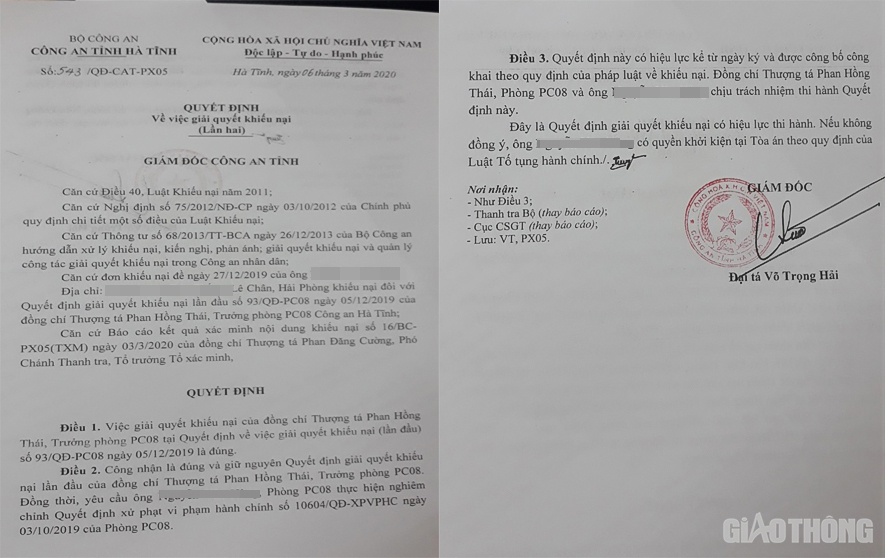 BỘ CÔNG AN
CÔNG AN TỈNH HÀ TĨNH
Số: 543 /QĐ-CAT-PX05
CỘNG HÒA XÃ HỘI CHỦ NGHĨA VIỆT NAM
Độc lập - Tự do - Hạnh phúc
Hà Tĩnh, ngày 06 tháng 3 năm 2020
QUYẾT ĐỊNH
Về việc giải quyết khiếu nại
(Lần hai)
GIÁM ĐỐC CÔNG AN TỈNH
Căn cứ Điều 40, Luật Khiếu nại năm 2011;
Căn cứ Nghị định số 75/2012/NĐ-CP ngày 03/10/2012 của Chính phủ
quy định chi tiết một số điều của Luật Khiếu nại;
Căn cứ Thông tư số 68/2013/TT-BCA ngày 26/12/2013 của Bộ Công an
hướng dẫn xử lý khiếu nại, kiến nghị, phản ánh; giải quyết khiếu nại và quản lý
công tác giải quyết khiếu nại trong Công an nhân dân;
Căn cứ đơn khiếu nại đề ngày 27/12/2019 của ông
Địa chỉ: Lê Chân, Hải Phòng khiếu nại đối với
Quyết định giải quyết khiếu nại lần đầu số 93/QĐ-PC08 ngày 05/12/2019 của
đồng chí Thượng tá Phan Hồng Thái, Trưởng phòng PC08 Công an Hà Tĩnh;
Căn cứ Báo cáo kết quả xác minh nội dung khiếu nại số 16/BC-
PX05(TXM) ngày 03/3/2020 của đồng chí Thượng tá Phan Đăng Cường, Phó
Chánh Thanh tra, Tổ trưởng Tổ xác minh,
QUYẾT ĐỊNH
Điều 1. Việc giải quyết khiếu nại của đồng chí Thượng tá Phan Hồng
Thái, Trưởng phòng PC08 tại Quyết định về việc giải quyết khiếu nại (lần đầu)
số 93/QĐ-PC08 ngày 05/12/2019 là đúng.
Điều 2. Công nhận là đúng và giữ nguyên Quyết định giải quyết khiếu
nại lần đầu của đồng chí Thượng tá Phan Hồng Thái, Trưởng phòng PC08.
Đồng thời, yêu cầu ông , Phòng PC08 thực hiện nghiêm
chỉnh Quyết định xử phạt vi phạm hành chính số 10604/QĐ-XPVPHC ngày
03/10/2019 của Phòng PC08.
Điều 3. Quyết định này có hiệu lực kể từ ngày ký và được công bố công
khai theo quy định của pháp luật về khiếu nại. Đồng chí Thượng tá Phan Hồng
Thái, Phòng PC08 và ông chịu trách nhiệm thi hành Quyết
định này.
Đây là Quyết định giải quyết khiếu nại có hiệu lực thi hành. Nếu không
đồng ý, ông có quyền khởi kiện tại Tòa án theo quy định của
Luật Tố tụng hành chính./.
Nơi nhận:
- Như Điều 3;
- Thanh tra Bộ (thay báo cáo);
- Cục CSGT (thay báo cáo);
- Lưu: VT, PX05.
GIÁM ĐỐC
Đại tá Võ Trọng Hải
GIAO THÔNG